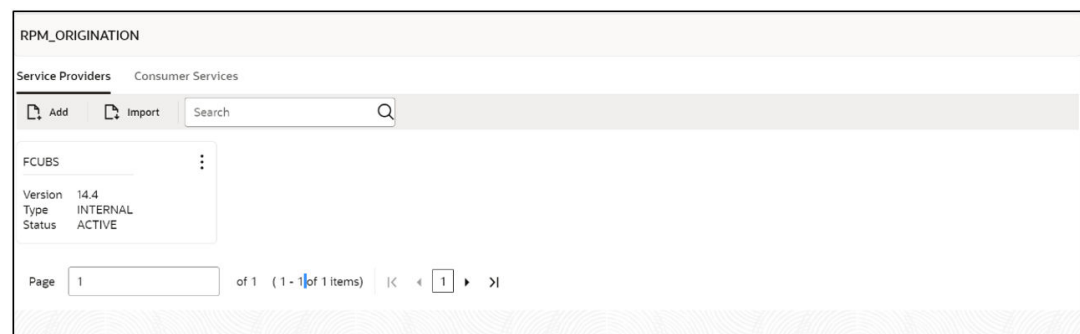 RPM_ORIGINATION
Service Providers Consumer Services
Add Import Search
FCUBS
Version 14.4
Type INTERNAL
Status ACTIVE
Page 1 of 1 ( 1 - 1 of 1 items) 1